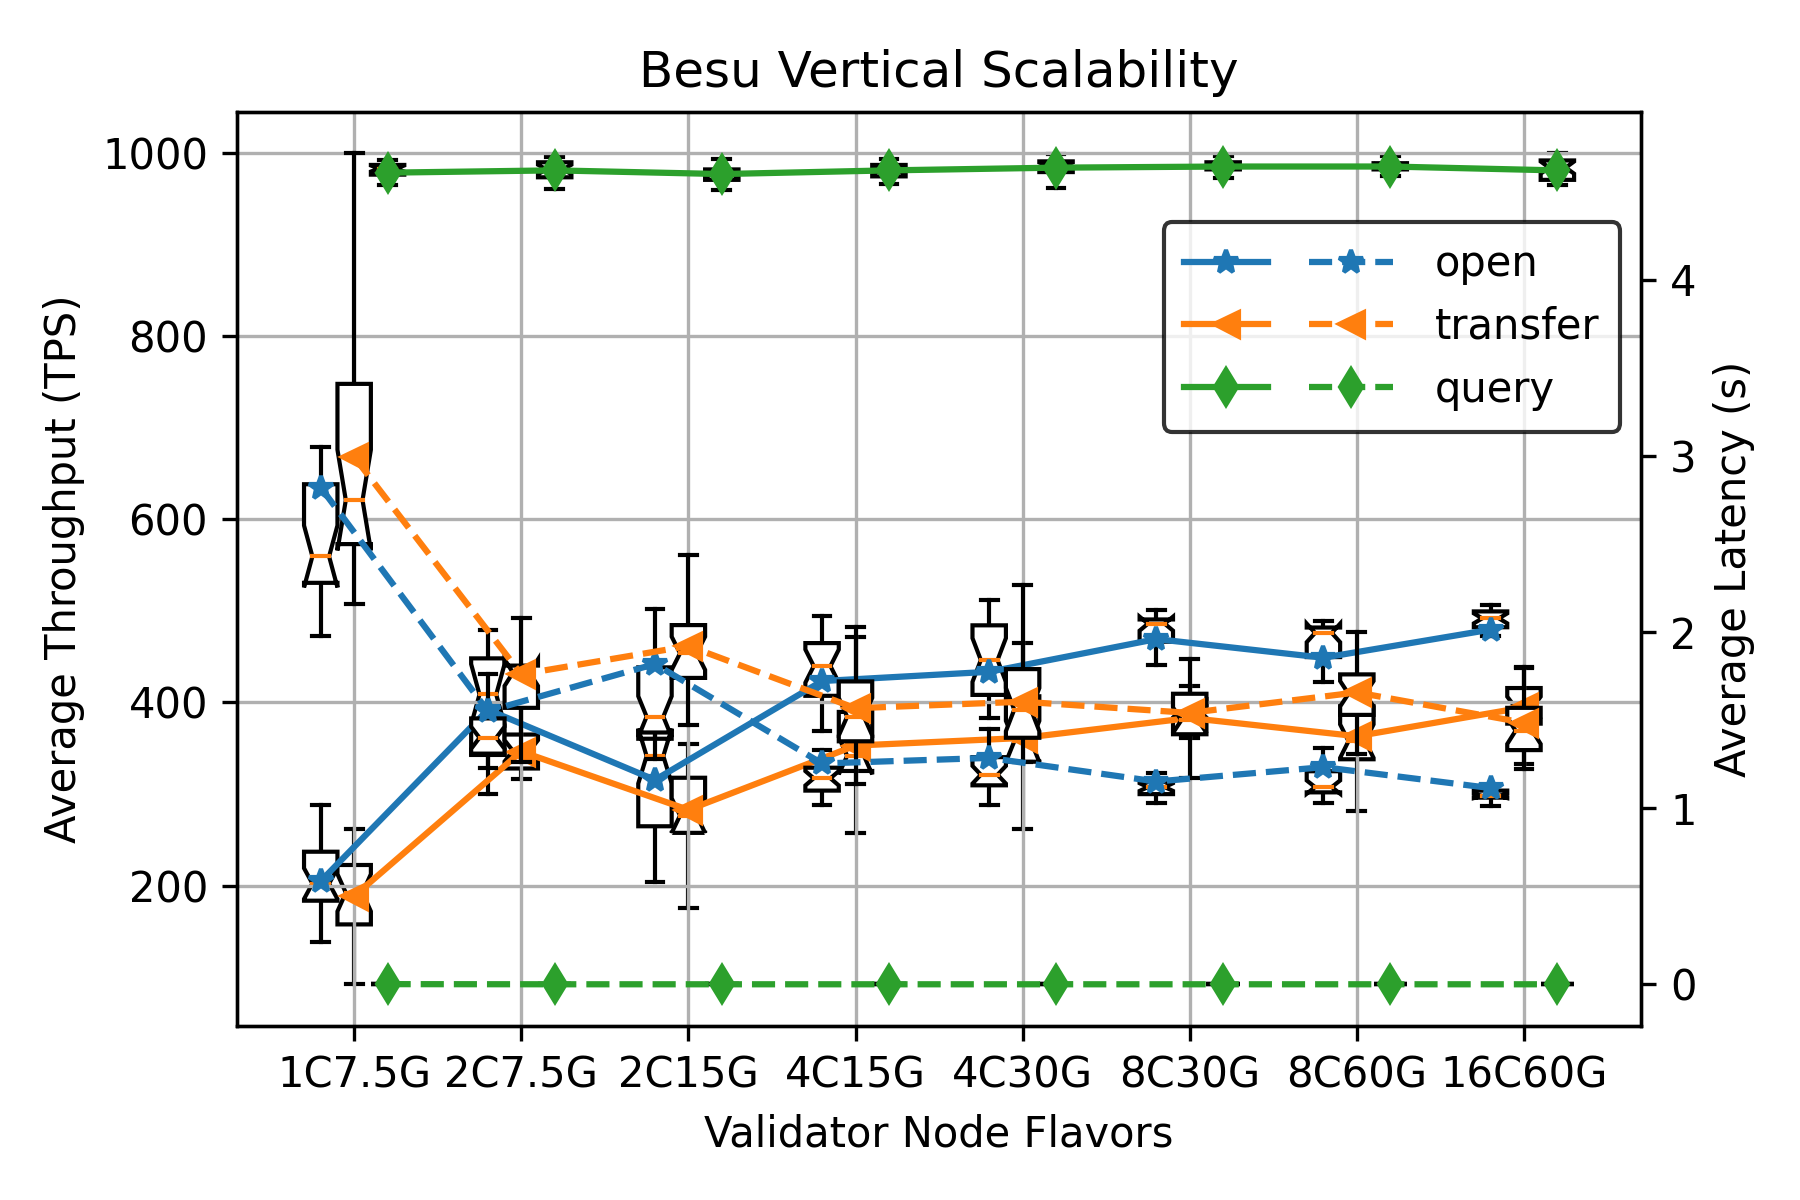 Besu Vertical Scalability
Average Throughput (TPS)
1000
800
600
400
200
open
transfer
query
4
3
2
1
0
Average Latency (s)
1C7.5G 2C7.5G 2C15G 4C15G 4C30G 8C30G 8C60G 16C60G
Validator Node Flavors